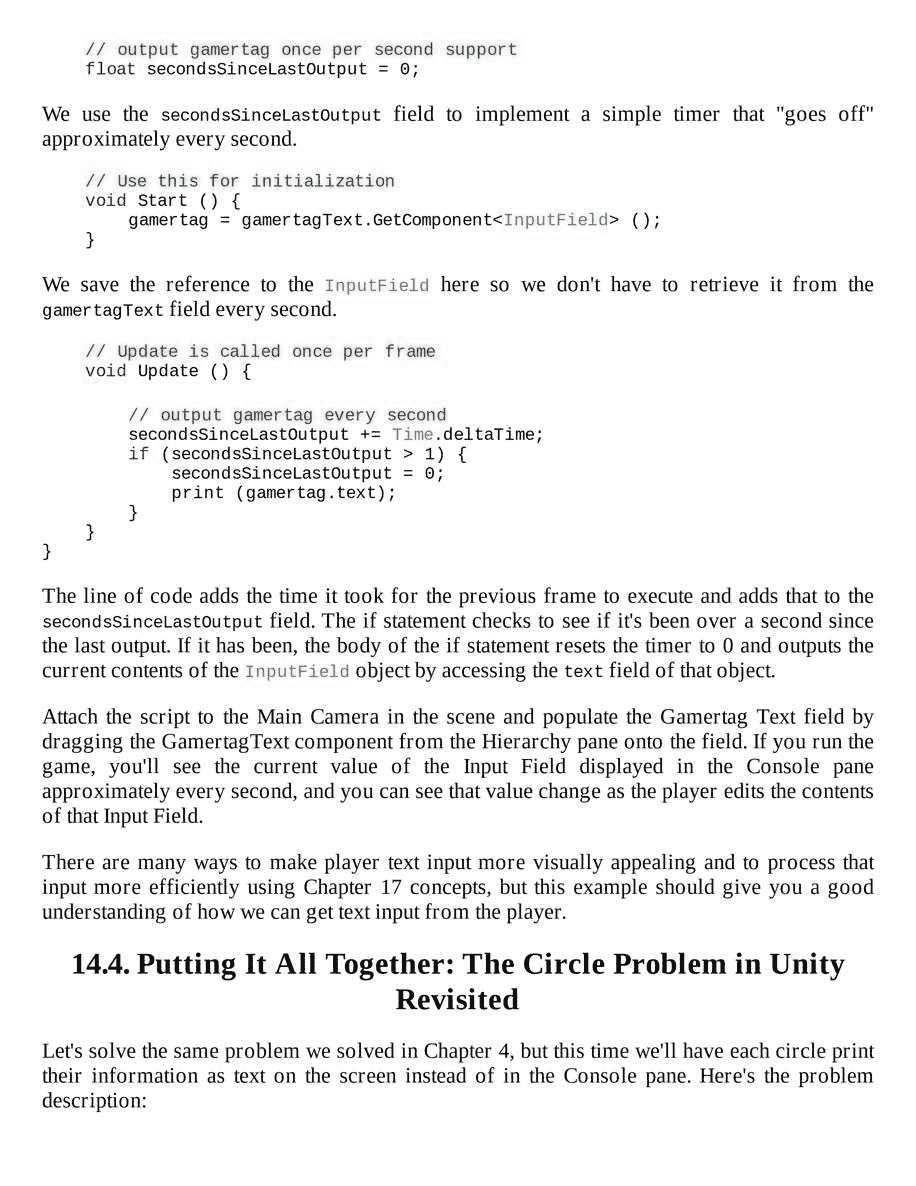 // output gamertag once per second support
float secondsSinceLastOutput = 0;
We use the secondsSinceLastOutput field to implement a simple timer that "goes off"
approximately every second.
// Use this for initialization
void Start () {
gamertag = gamertagText.GetComponent<InputField> ();
}
We save the reference to the InputField here so we don't have to retrieve it from the
gamertagText field every second.
// Update is called once per frame
void Update () {
// output gamertag every second
secondsSinceLastOutput += Time.deltaTime;
if (secondsSinceLastOutput > 1) {
secondsSinceLastOutput = 0;
print (gamertag.text);
}
}
}
The line of code adds the time it took for the previous frame to execute and adds that to the
secondsSinceLastOutput field. The if statement checks to see if it's been over a second since
the last output. If it has been, the body of the if statement resets the timer to 0 and outputs the
current contents of the InputField object by accessing the text field of that object.
Attach the script to the Main Camera in the scene and populate the Gamertag Text field by
dragging the GamertagText component from the Hierarchy pane onto the field. If you run the
game, you'll see the current value of the Input Field displayed in the Console pane
approximately every second, and you can see that value change as the player edits the contents
of that Input Field.
There are many ways to make player text input more visually appealing and to process that
input more efficiently using Chapter 17 concepts, but this example should give you a good
understanding of how we can get text input from the player.
14.4. Putting It All Together: The Circle Problem in Unity
Revisited
Let's solve the same problem we solved in Chapter 4, but this time we'll have each circle print
their information as text on the screen instead of in the Console pane. Here's the problem
description: